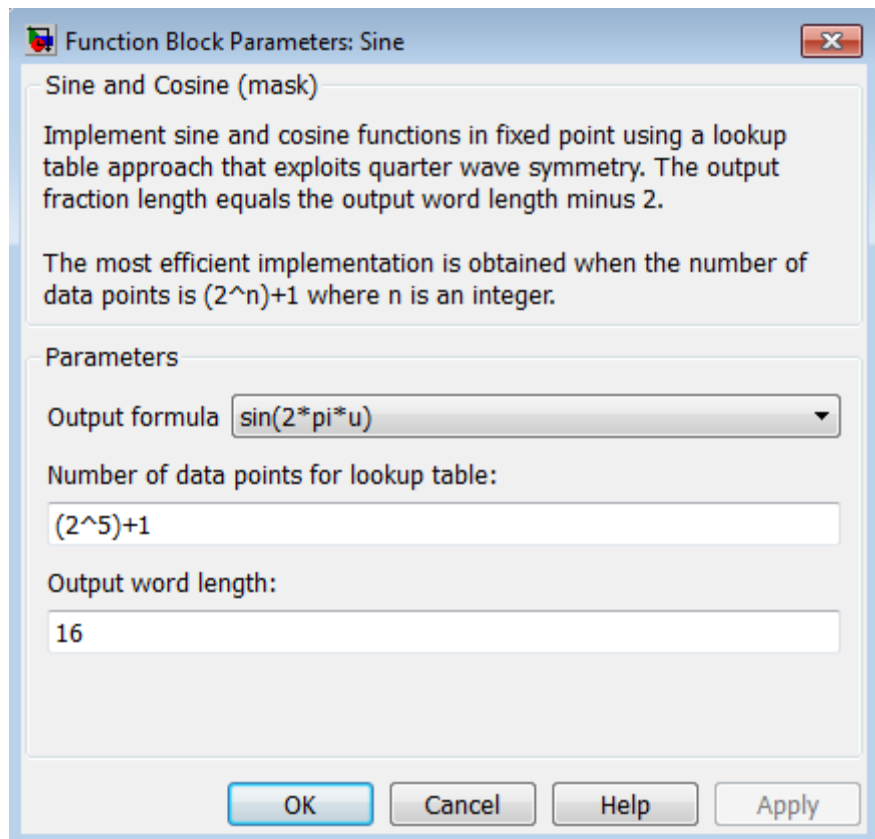 Function Block Parameters: Sine
Sine and Cosine (mask)
Implement sine and cosine functions in fixed point using a lookup
table approach that exploits quarter wave symmetry. The output
fraction length equals the output word length minus 2.
The most efficient implementation is obtained when the number of
data points is (2^n)+1 where n is an integer.
Parameters
Output formula sin(2*pi*u)
Number of data points for lookup table:
(2^5)+1
Output word length:
16
OK Cancel Help Apply